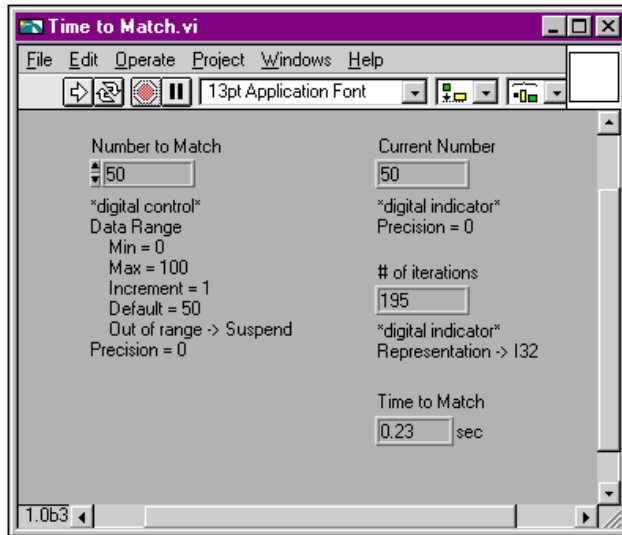 Time to Match.vi
File Edit Operate Project Windows Help
13pt Application Font
Number to Match
50
*digital control*
Data Range
Min = 0
Max = 100
Increment = 1
Default = 50
Out of range -> Suspend
Precision = 0
Current Number
50
*digital indicator*
Precision = 0
# of iterations
195
*digital indicator*
Representation -> I32
Time to Match
0.23 sec
1.0b3